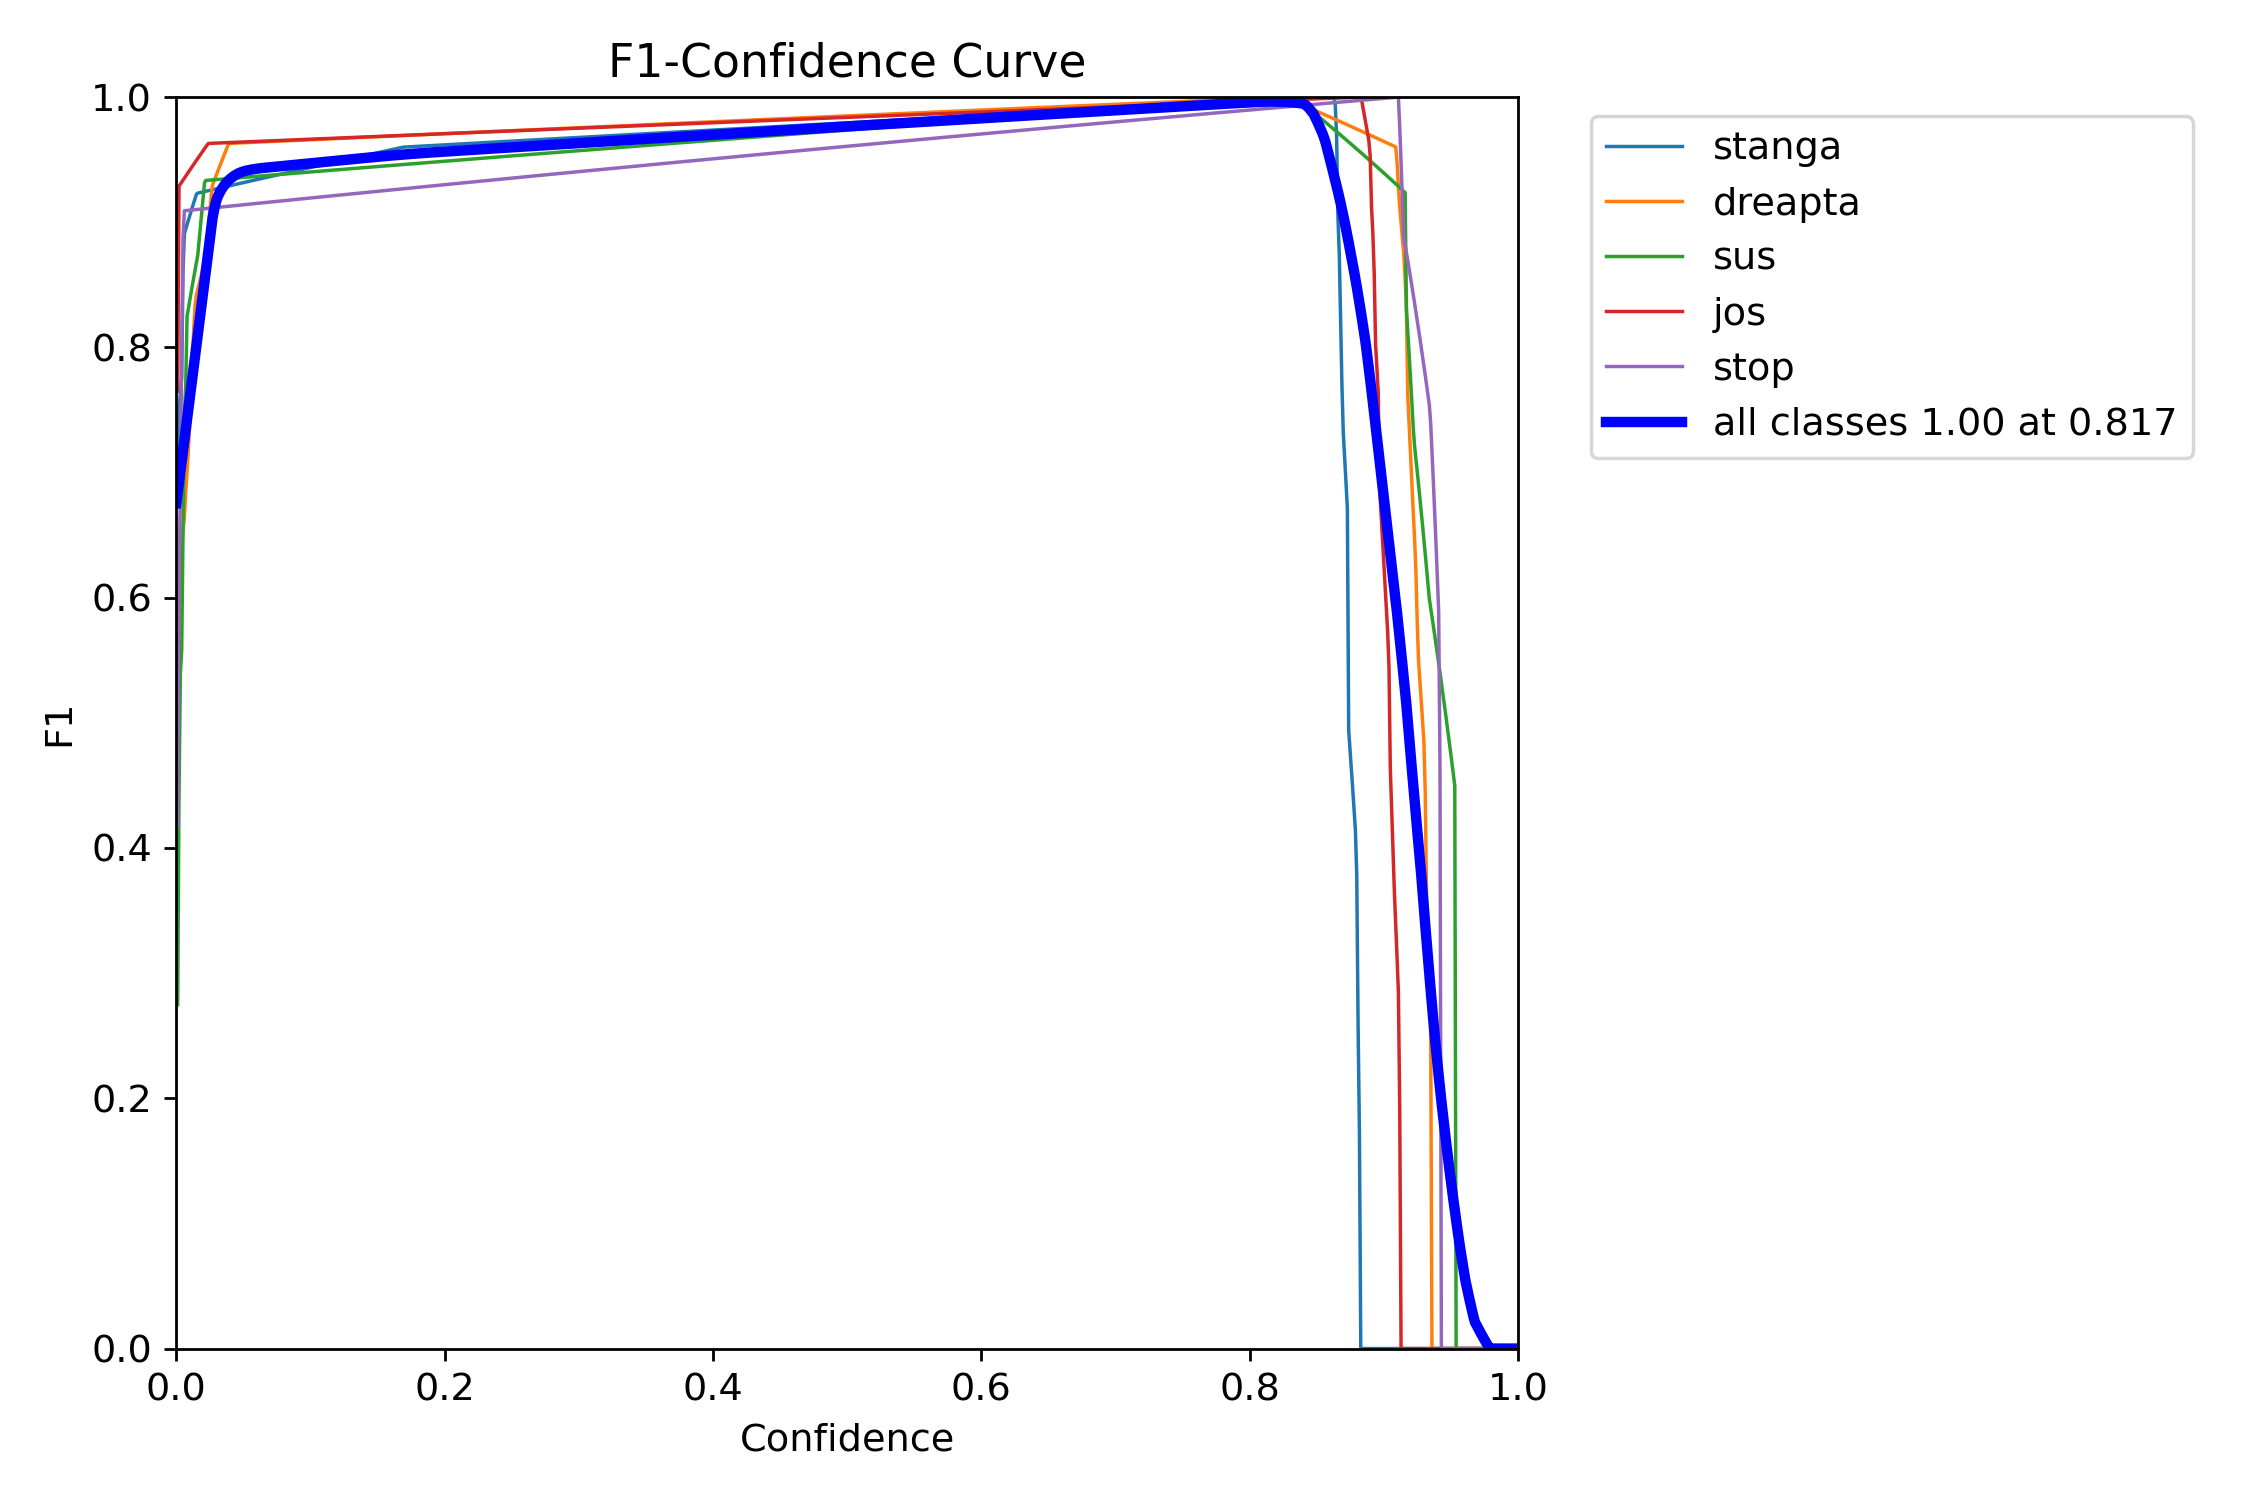 F1-Confidence Curve
1.0
0.8
0.6
0.4
0.2
0.0
F1
0.0 0.2 0.4 0.6 0.8 1.0
Confidence
stanga
dreapta
sus
jos
stop
all classes 1.00 at 0.817